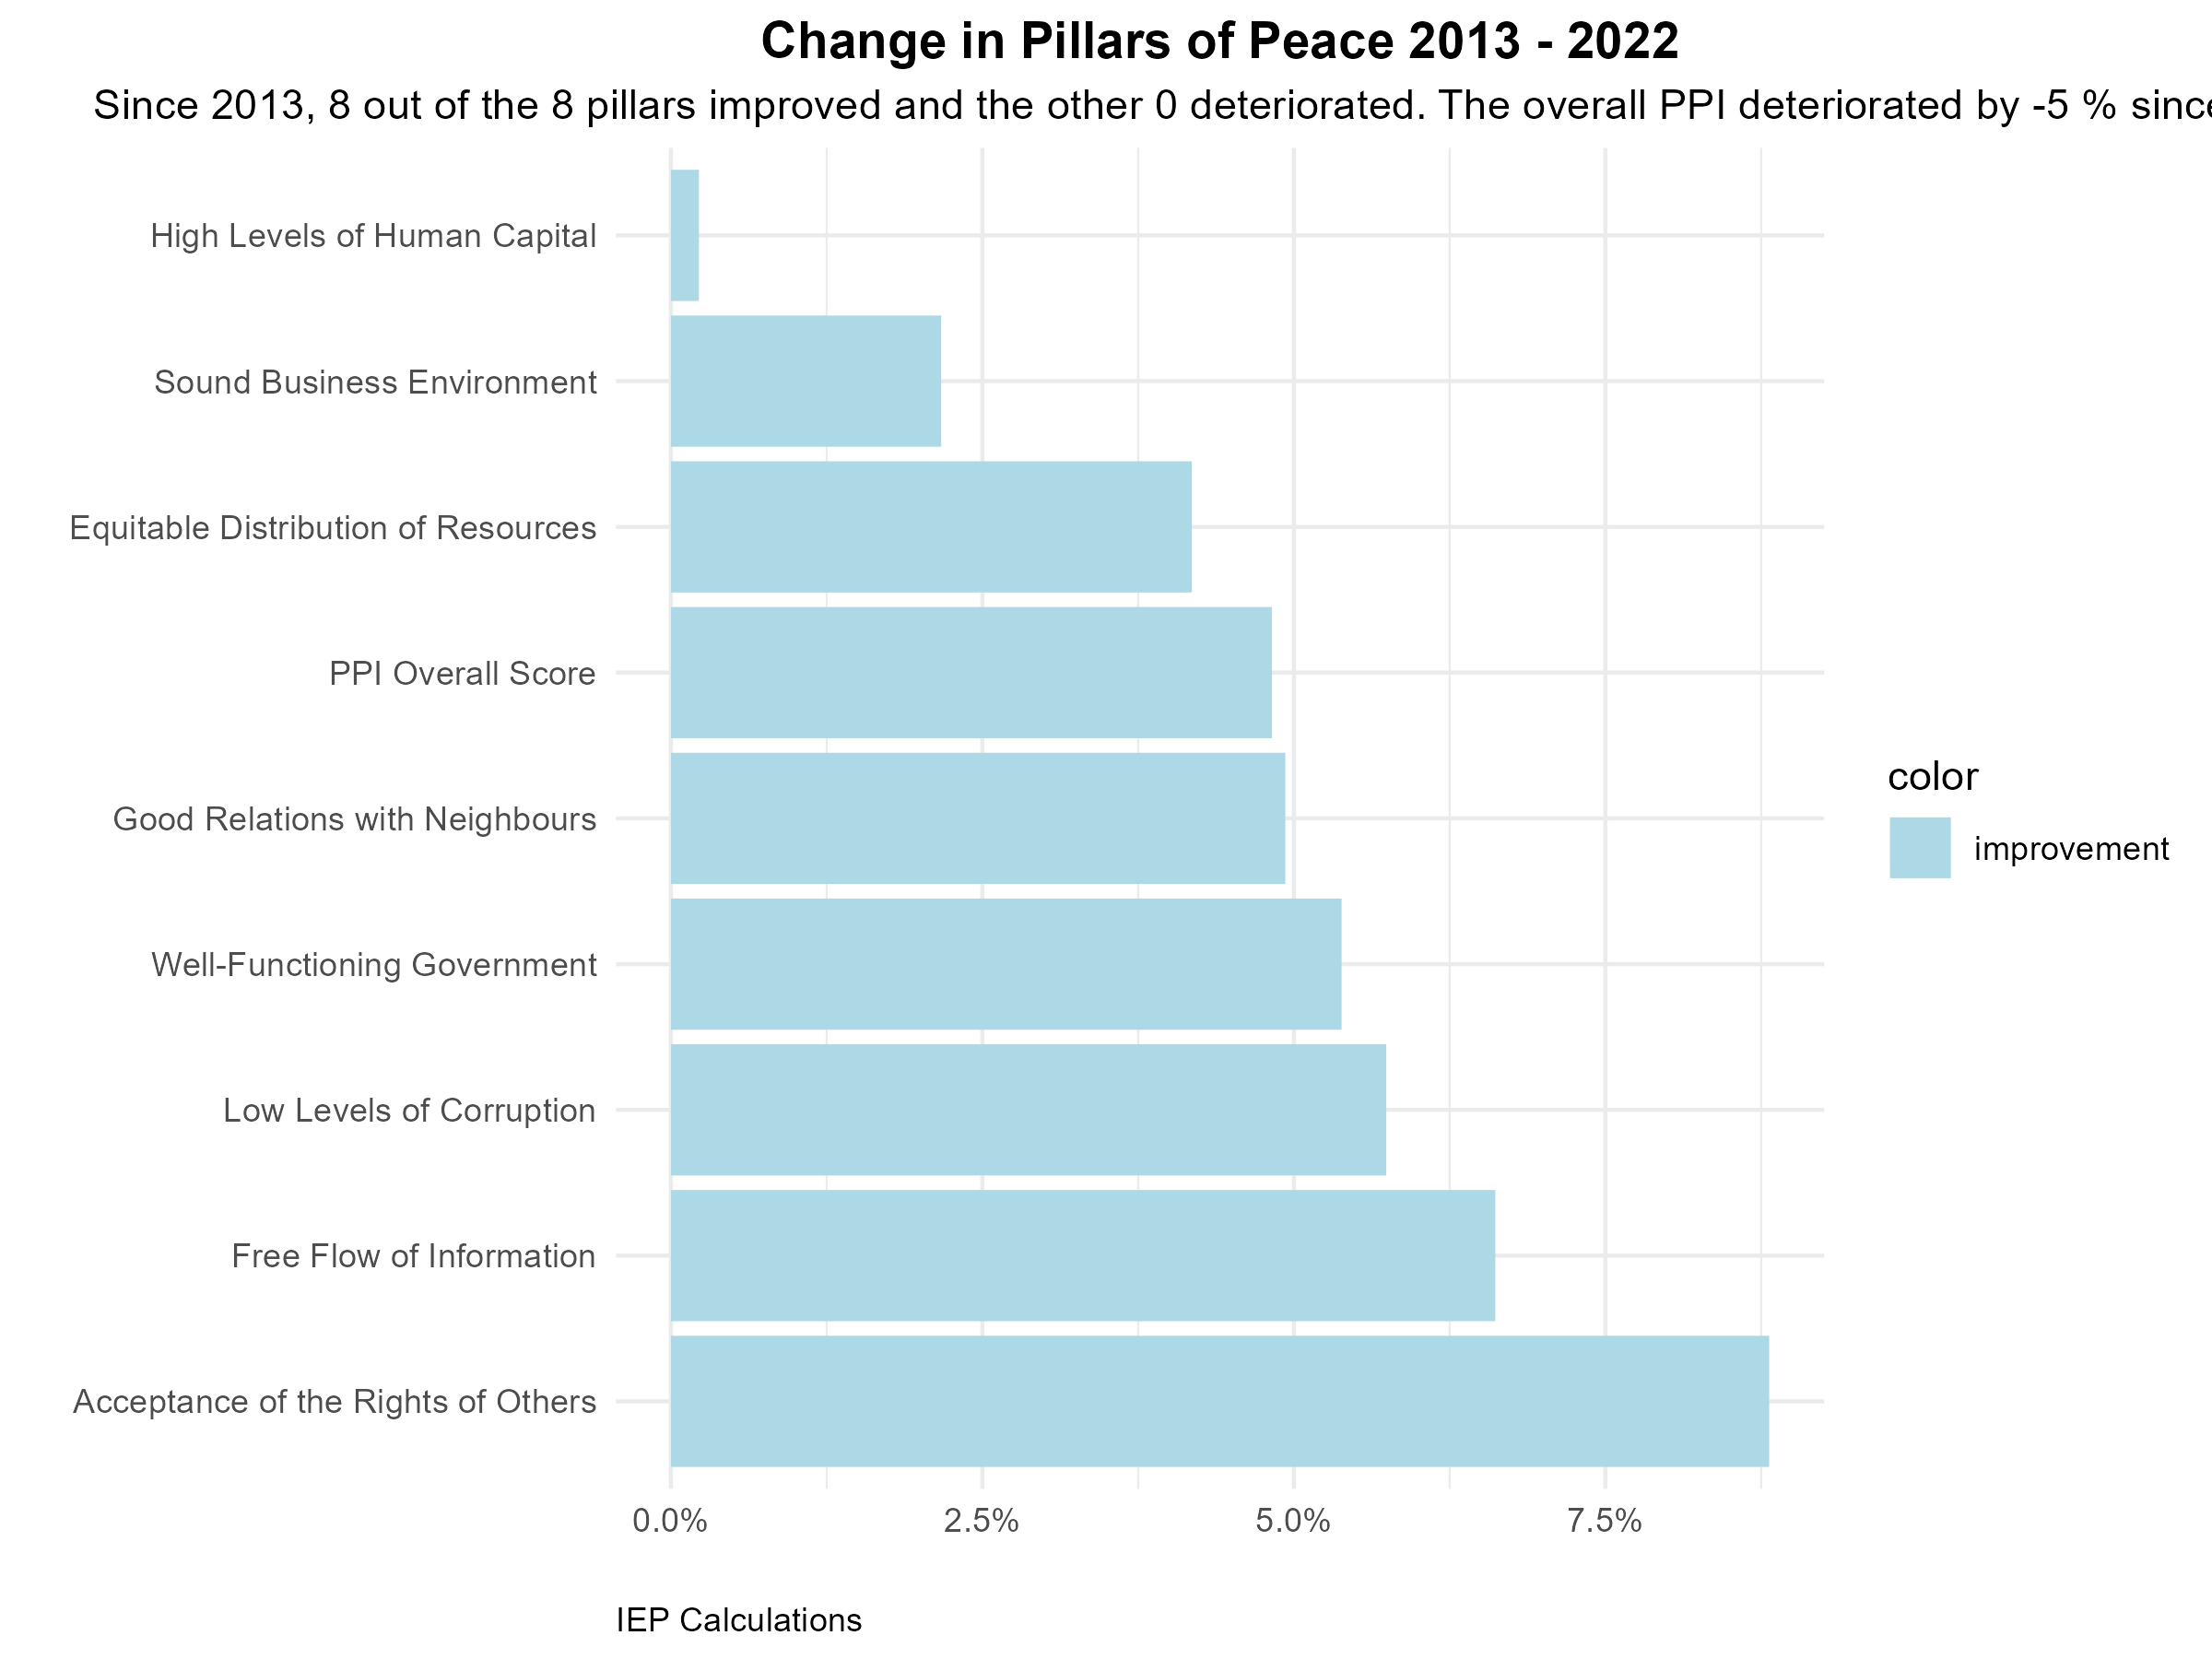 Change in Pillars of Peace 2013 - 2022
Since 2013, 8 out of the 8 pillars improved and the other 0 deteriorated. The overall PPI deteriorated by -5 % since
High Levels of Human Capital
Sound Business Environment
Equitable Distribution of Resources
PPI Overall Score
Good Relations with Neighbours
Well-Functioning Government
Low Levels of Corruption
Free Flow of Information
Acceptance of the Rights of Others
0.0% 2.5% 5.0% 7.5%
color
improvement
IEP Calculations